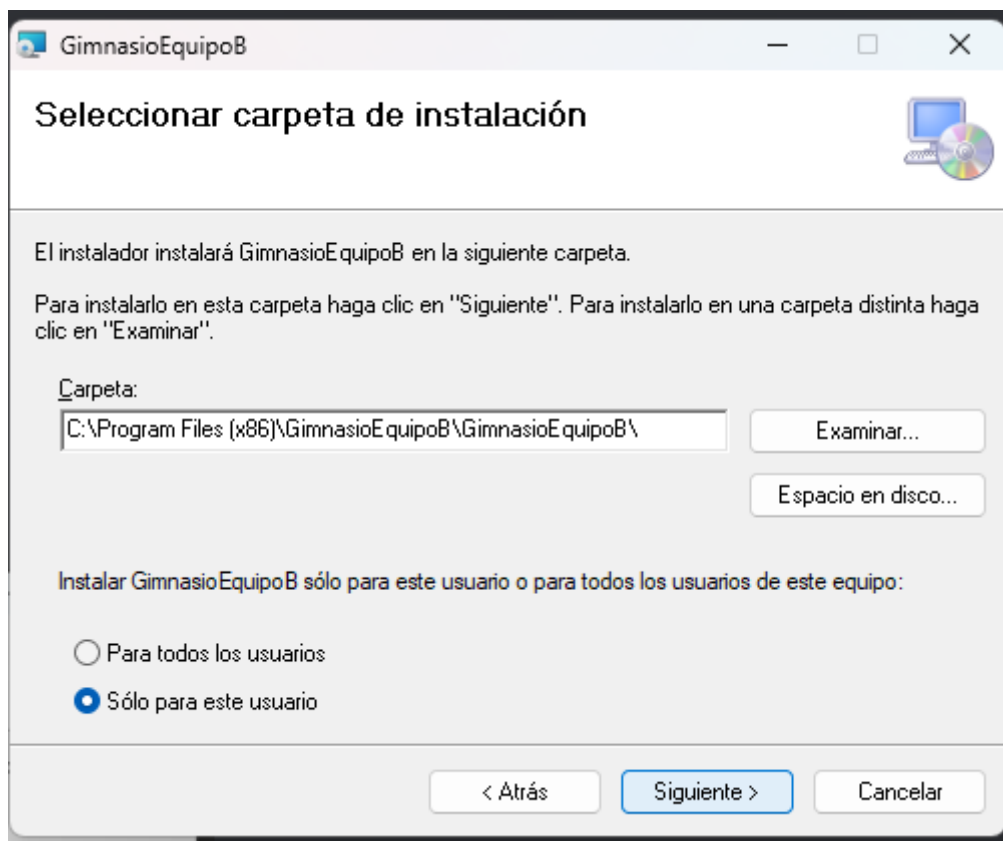 GimnasioEquipoB
Seleccionar carpeta de instalación
El instalador instalará GimnasioEquipoB en la siguiente carpeta.
Para instalarlo en esta carpeta haga clic en "Siguiente". Para instalarlo en una carpeta distinta haga
clic en "Examinar".
Carpeta:
C:\Program Files (x86)\GimnasioEquipoB\GimnasioEquipoB\
Examinar...
Espacio en disco...
Instalar GimnasioEquipoB sólo para este usuario o para todos los usuarios de este equipo:
Para todos los usuarios
Sólo para este usuario
< Atrás
Siguiente >
Cancelar